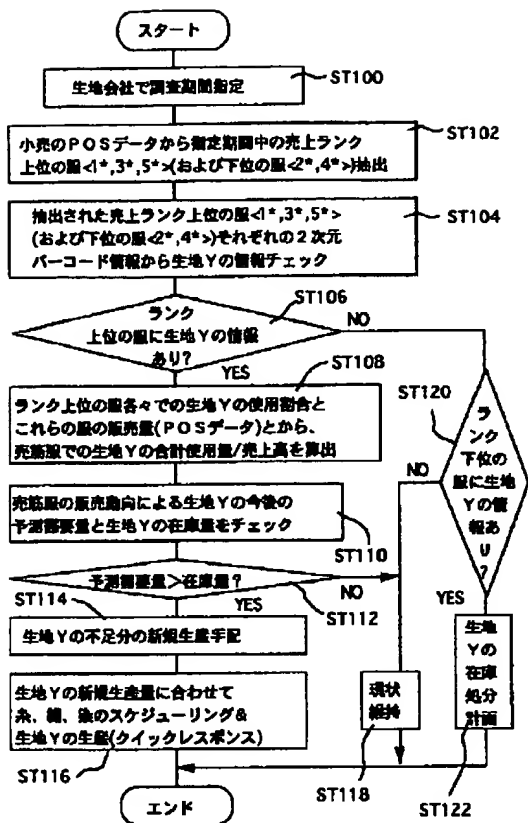 スタート
生地会社で調査期間指定
ST100
小売のPOSデータから指定期間中の売上ランク
上位の服<1*,3*,5*>(および下位の服<2*,4*>)抽出
ST102
抽出された売上ランク上位の服<1*,3*,5*>
(および下位の服<2*,4*>)それぞれの2次元
バーコード情報から生地Yの情報チェック
ST104
ランク
上位の服に生地Yの情報
あり?
ST106
NO
YES
ST108
ランク上位の服各々での生地Yの使用割合と
これらの服の販売量(POSデータ)とから、
売筋服での生地Yの合計使用量/売上高を算出
ST120
ランク
下位
の服
に生地
Yの情
報あ
り
?
NO
YES
売筋服の販売動向による生地Yの今後の
予測需要量と生地Yの在庫量をチェック
ST110
予測需要量>在庫量?
NO
ST112
YES
ST114
生地Yの不足分の新規生産手配
生地Yの新規生産量に合わせて
糸、織、染のスケジューリング&
生地Yの生産(クイックレスポンス)
ST116
現状
維持
ST118
生地
Yの
在庫
処分
計画
ST122
エンド